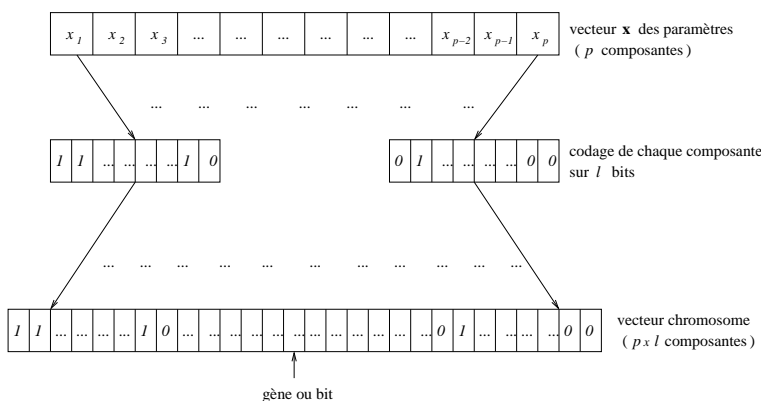 x1 x2 x3 ... ... ... ... ... ... xp−2 xp−1 xp
vecteur x des paramètres
( p composantes )
... ... ... ... ... ... ...
1 1 ... ... ... ... 1 0
0 1 ... ... ... ... 0 0
codage de chaque composante
sur l bits
... ... ... ... ... ... ... ... ... ...
1 1 ... ... ... ... 1 0 ... ... ... ... ... ... ... ... ... ... ... ... 0 1 ... ... ... ... 0 0
vecteur chromosome
( p x l composantes )
gène ou bit